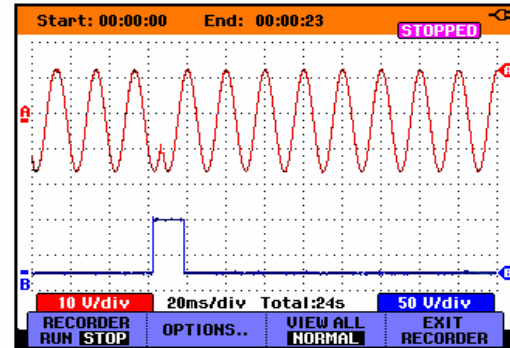 Start: 00:00:00 End: 00:00:23
STOPPED
A
B
10 V/div 20ms/div Total:24s 50 V/div
RECORDER RUN STOP OPTIONS.. VIEW ALL NORMAL EXIT RECORDER